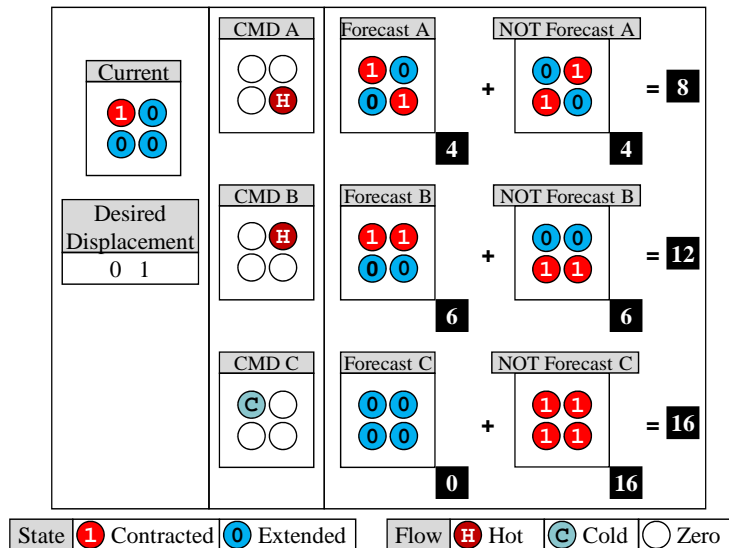 Current
1 0
0 0
Desired
Displacement
0 1
CMD A
H
Forecast A
1 0
0 1
4
+
NOT Forecast A
0 1
1 0
4
= 8
CMD B
H
Forecast B
1 1
0 0
6
+
NOT Forecast B
0 0
1 1
6
= 12
CMD C
C
Forecast C
0 0
0 0
0
+
NOT Forecast C
1 1
1 1
16
= 16
State 1 Contracted 0 Extended
Flow H Hot C Cold Zero